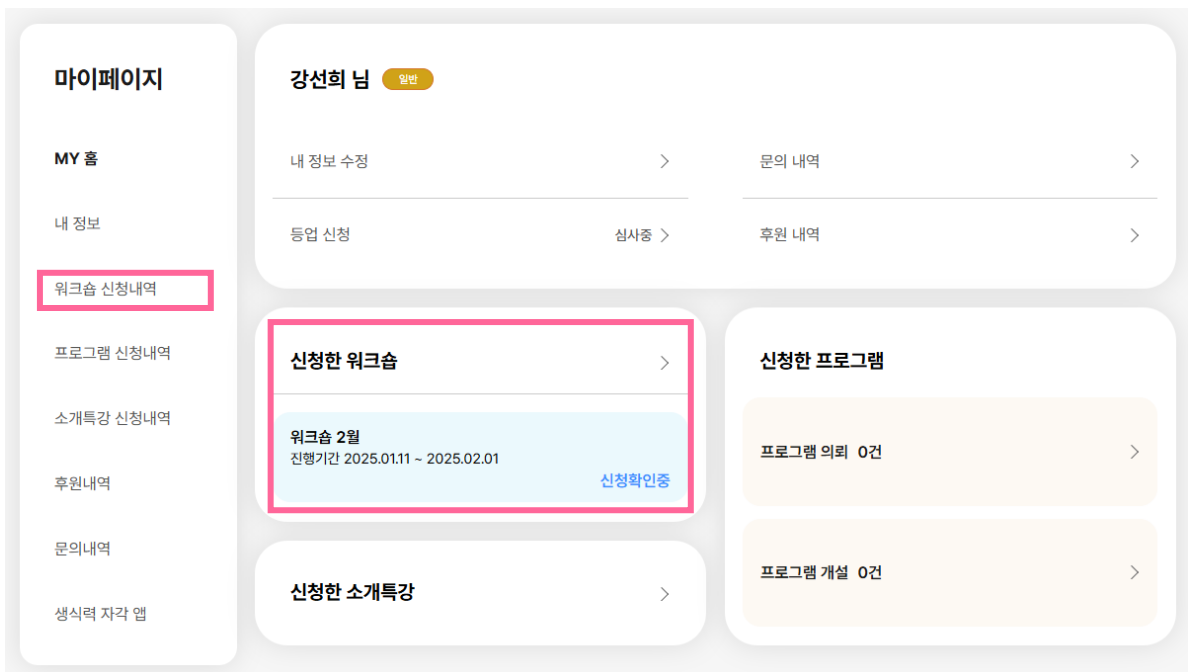 마이페이지
MY 홈
내 정보
워크숍 신청내역
프로그램 신청내역
소개특강 신청내역
후원내역
문의내역
생식력 자각 앱
강선희 님 일반
내 정보 수정
문의 내역
등업 신청 심사중
후원 내역
신청한 워크숍
워크숍 2월
진행기간 2025.01.11 ~ 2025.02.01
신청확인중
신청한 소개특강
신청한 프로그램
프로그램 의뢰 0건
프로그램 개설 0건